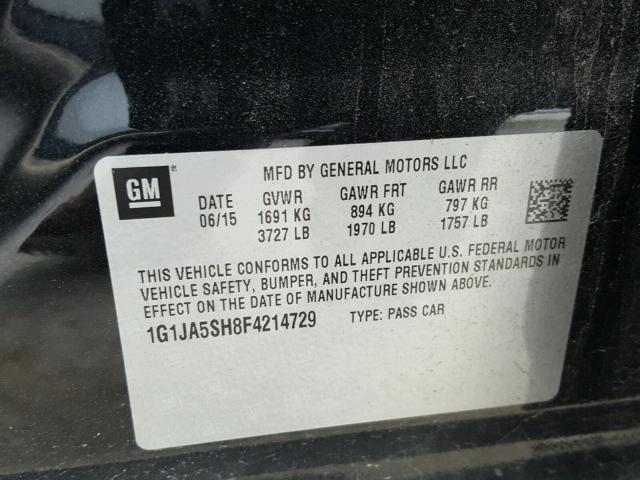 GM
MFD BY GENERAL MOTORS LLC
DATE GVWR GAWR FRT GAWR RR
06/15 1691 KG 894 KG 797 KG
3727 LB 1970 LB 1757 LB
THIS VEHICLE CONFORMS TO ALL APPLICABLE U.S. FEDERAL MOTOR
VEHICLE SAFETY, BUMPER, AND THEFT PREVENTION STANDARDS IN
EFFECT ON THE DATE OF MANUFACTURE SHOWN ABOVE.
1G1JA5SH8F4214729 TYPE: PASS CAR